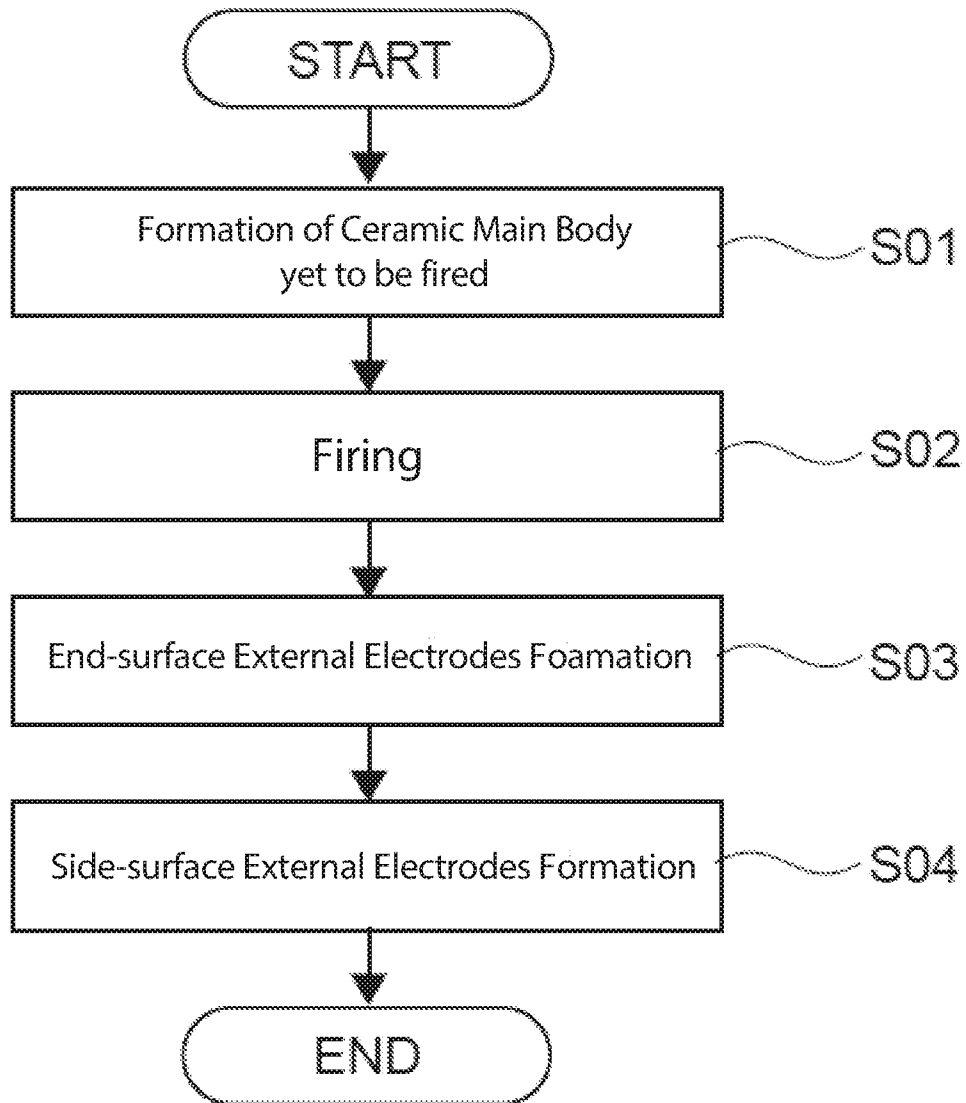 START
Formation of Ceramic Main Body
yet to be fired
S01
Firing
S02
End-surface External Electrodes Foamation
S03
Side-surface External Electrodes Formation
S04
END